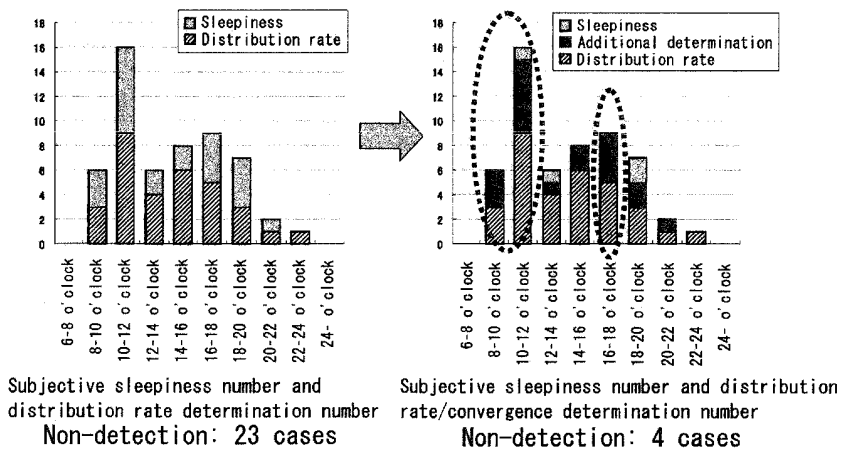 18
16
14
12
10
8
6
4
2
0
Sleepiness
Distribution rate
6-8 o'clock
8-10 o'clock
10-12 o'clock
12-14 o'clock
14-16 o'clock
16-18 o'clock
18-20 o'clock
20-22 o'clock
22-24 o'clock
24- o'clock
Subjective sleepiness number and
distribution rate determination number
Non-detection: 23 cases
18
16
14
12
10
8
6
4
2
0
Sleepiness
Additional determination
Distribution rate
6-8 o'clock
8-10 o'clock
10-12 o'clock
12-14 o'clock
14-16 o'clock
16-18 o'clock
18-20 o'clock
20-22 o'clock
22-24 o'clock
24- o'clock
Subjective sleepiness number and distribution
rate/convergence determination number
Non-detection: 4 cases